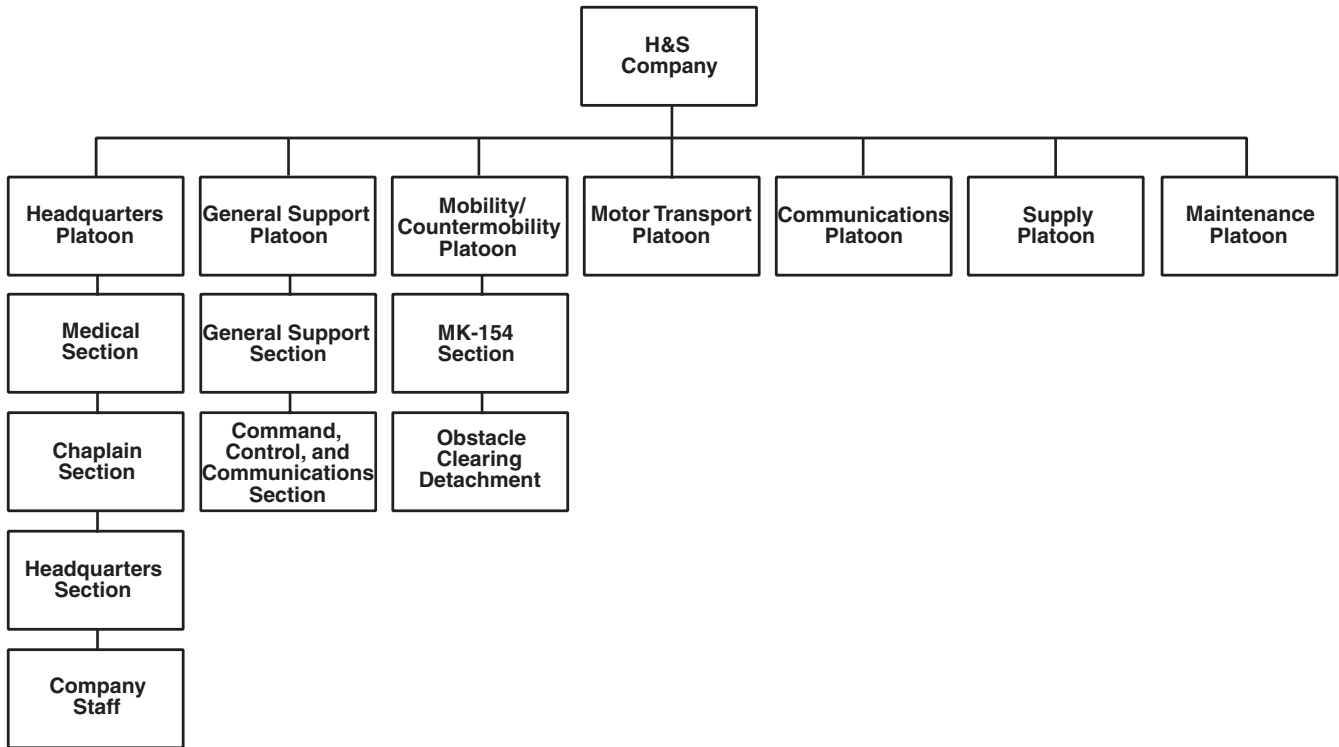 H&S
Company
Headquarters
Platoon
General Support
Platoon
Mobility/
Countermobility
Platoon
Motor Transport
Platoon
Communications
Platoon
Supply
Platoon
Maintenance
Platoon
Medical
Section
General Support
Section
MK-154
Section
Chaplain
Section
Command,
Control, and
Communications
Section
Obstacle
Clearing
Detachment
Headquarters
Section
Company
Staff